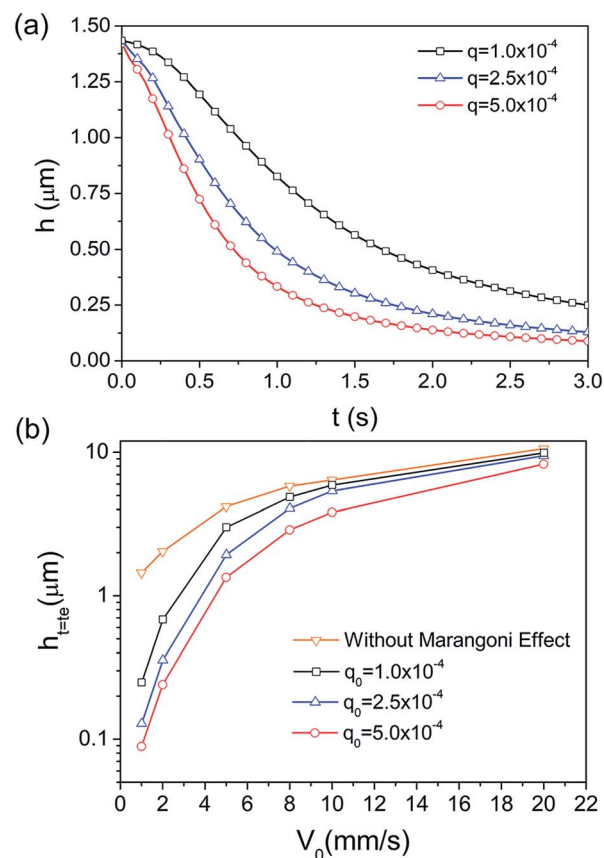 (a)
1.50
1.25
1.00
0.75
0.50
0.25
0.00
h (μm)
q=1.0x10⁻⁴
q=2.5x10⁻⁴
q=5.0x10⁻⁴
0.0 0.5 1.0 1.5 2.0 2.5 3.0
t (s)
(b)
10
1
0.1
h_{t=te}(μm)
Without Marangoni Effect
q₀=1.0x10⁻⁴
q₀=2.5x10⁻⁴
q₀=5.0x10⁻⁴
0 2 4 6 8 10 12 14 16 18 20 22
V₀(mm/s)